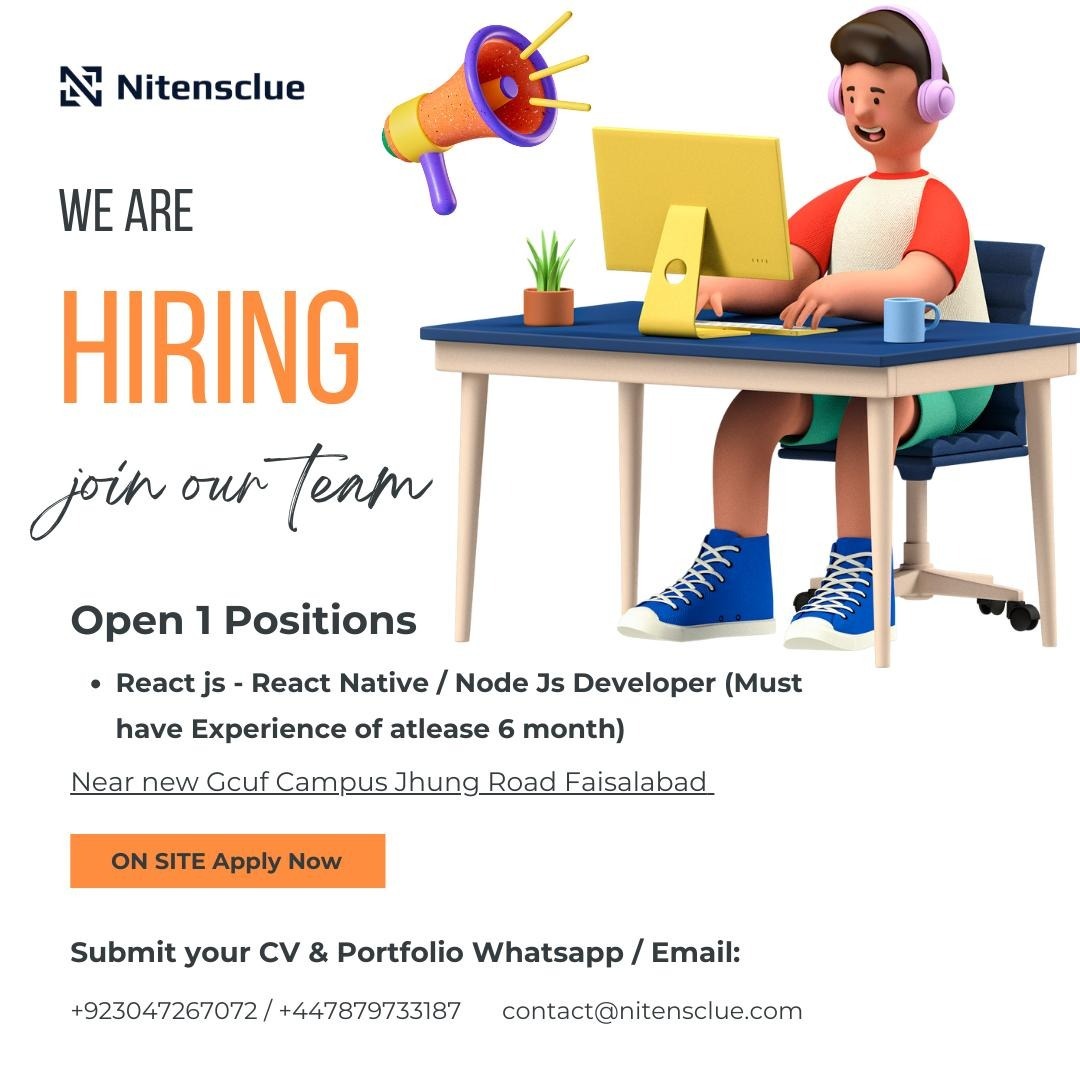 Nitensclue
WE ARE
HIRING
join our team
Open 1 Positions
• React js - React Native / Node Js Developer (Must
have Experience of atlease 6 month)
Near new Gcuf Campus Jhung Road Faisalabad
ON SITE Apply Now
Submit your CV & Portfolio Whatsapp / Email:
+923047267072 / +447879733187 contact@nitensclue.com